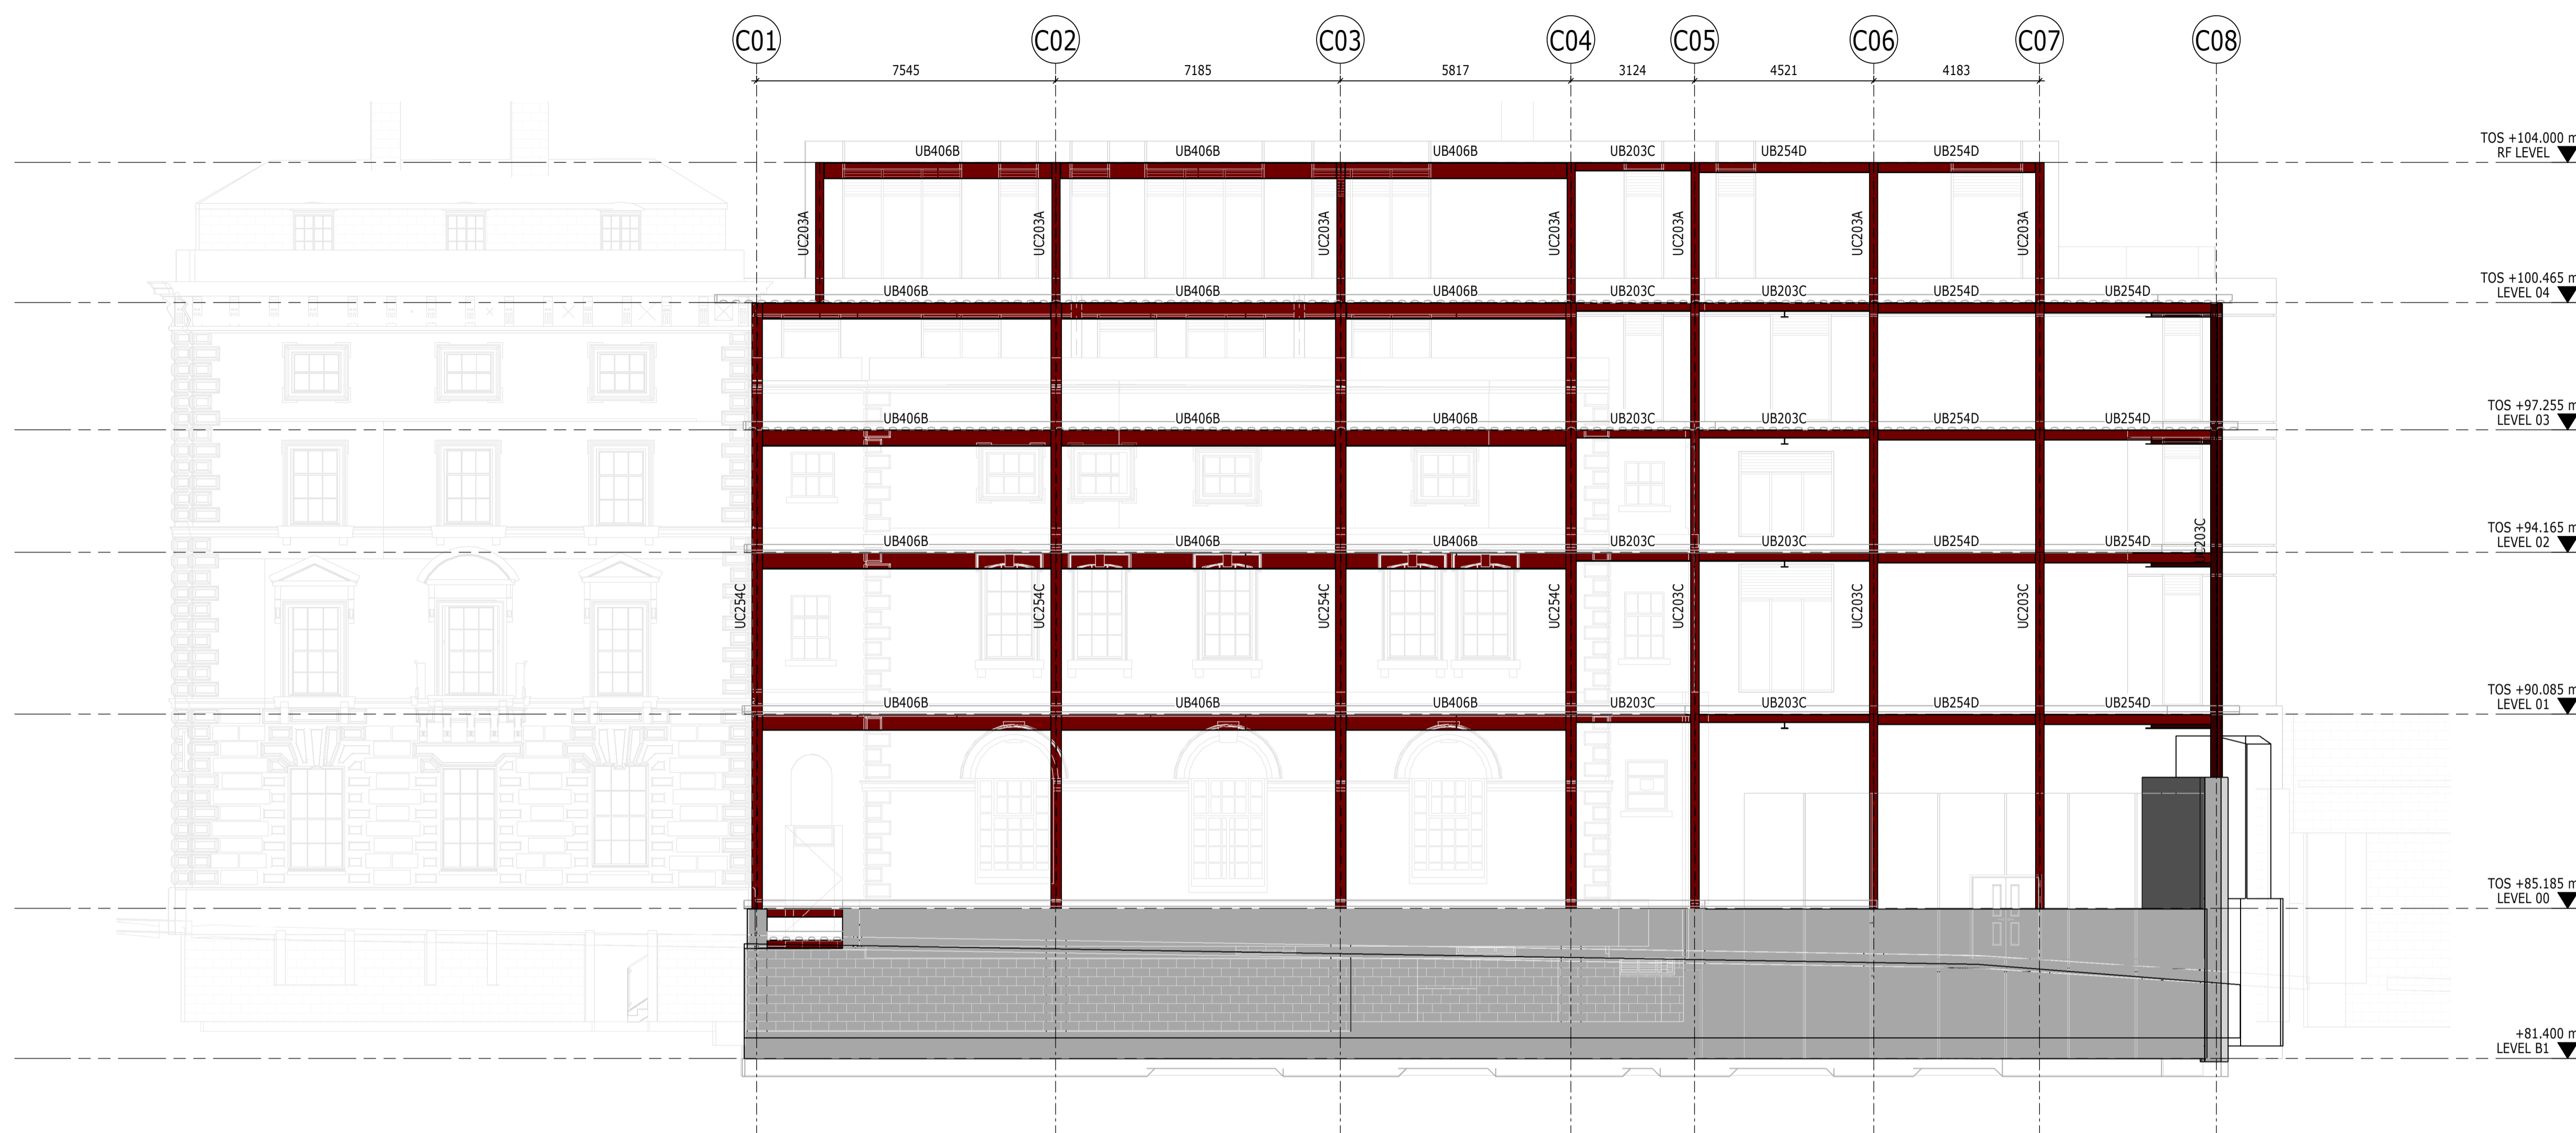 C01 C02 C03 C04 C05 C06 C07 C08
7545 7185 5817 3124 4521 4183
TOS +104.000 m
RF LEVEL
UB406B UB406B UB406B UB203C UB254D UB254D
UC203A UC203A UC203A UC203A UC203A UC203A UC203A
TOS +100.465 m
LEVEL 04
UB406B UB406B UB406B UB203C UB203C UB254D UB254D
TOS +97.255 m
LEVEL 03
UB406B UB406B UB406B UB203C UB203C UB254D UB254D
TOS +94.165 m
LEVEL 02
UB406B UB406B UB406B UB203C UB203C UB254D UB254D
UC203C
UC254C UC254C UC254C UC254C UC203C UC203C UC203C
TOS +90.085 m
LEVEL 01
UB406B UB406B UB406B UB203C UB203C UB254D UB254D
TOS +85.185 m
LEVEL 00
+81.400 m
LEVEL B1